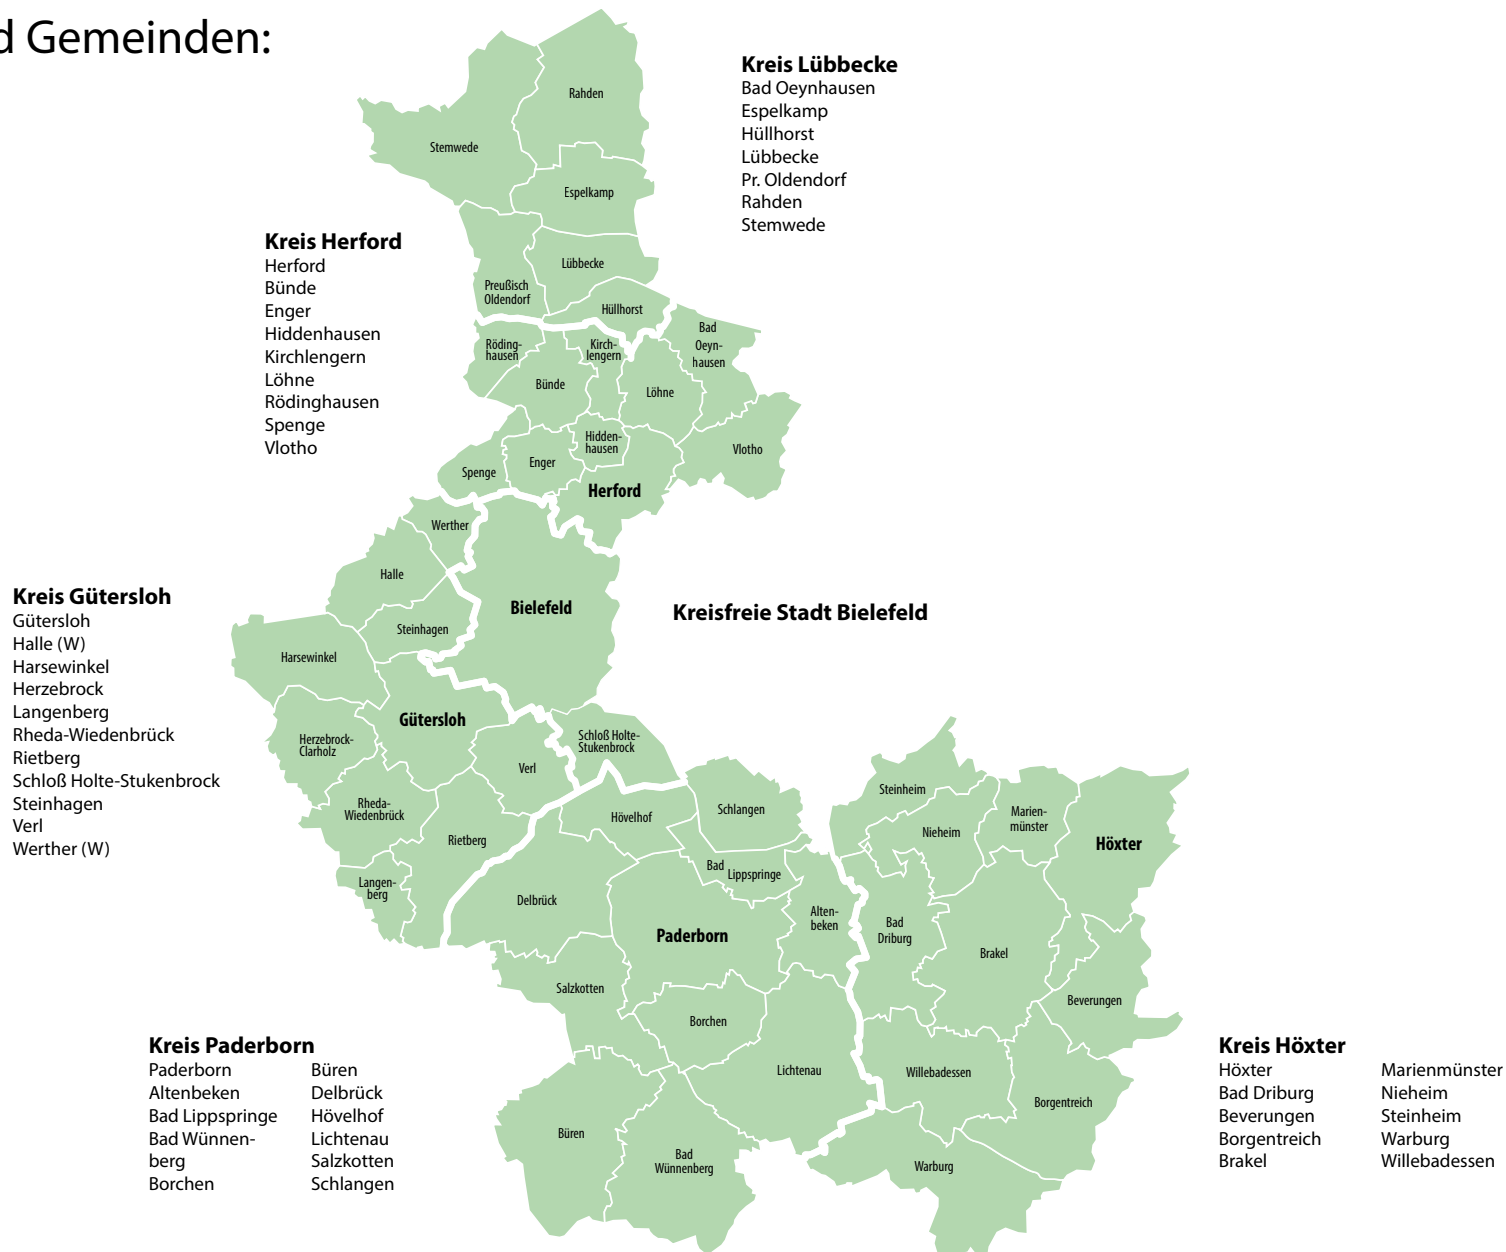 d Gemeinden:
Kreis Lübbecke
Bad Oeynhausen
Espelkamp
Hüllhorst
Lübbecke
Pr. Oldendorf
Rahden
Stemwede
Kreis Herford
Herford
Bünde
Enger
Hiddenhausen
Kirchlengern
Löhne
Rödinghausen
Spenge
Vlotho
Kreis Gütersloh
Gütersloh
Halle (W)
Harsewinkel
Herzebrock
Langenberg
Rheda-Wiedenbrück
Rietberg
Schloß Holte-Stukenbrock
Steinhagen
Verl
Werther (W)
Kreisfreie Stadt Bielefeld
Kreis Paderborn
Paderborn
Altenbeken
Bad Lippspringe
Bad Wünnen-
berg
Borchen
Büren
Delbrück
Hövelhof
Lichtenau
Salzkotten
Schlangen
Kreis Höxter
Höxter
Bad Driburg
Beverungen
Borgentreich
Brakel
Marienmünster
Nieheim
Steinheim
Warburg
Willebadessen
Rahden
Stemwede
Espelkamp
Lübbecke
Preußisch
Oldendorf
Hüllhorst
Bad
Oeyn-
hausen
Röding-
hausen
Kirch-
lengern
Bünde
Löhne
Hidden-
hausen
Vlotho
Enger
Spenge
Herford
Werther
Halle
Bielefeld
Steinhagen
Harsewinkel
Gütersloh
Herzebrock-
Clarholz
Schloß Holte-
Stukenbrock
Verl
Rheda-
Wiedenbrück
Rietberg
Langen-
berg
Hövelhof
Schlangen
Bad
Lippspringe
Delbrück
Alten-
beken
Paderborn
Salzkotten
Borchen
Lichtenau
Büren
Bad
Wünnenberg
Steinheim
Nieheim
Marien-
münster
Höxter
Bad
Driburg
Brakel
Beverungen
Willebadessen
Borgentreich
Warburg